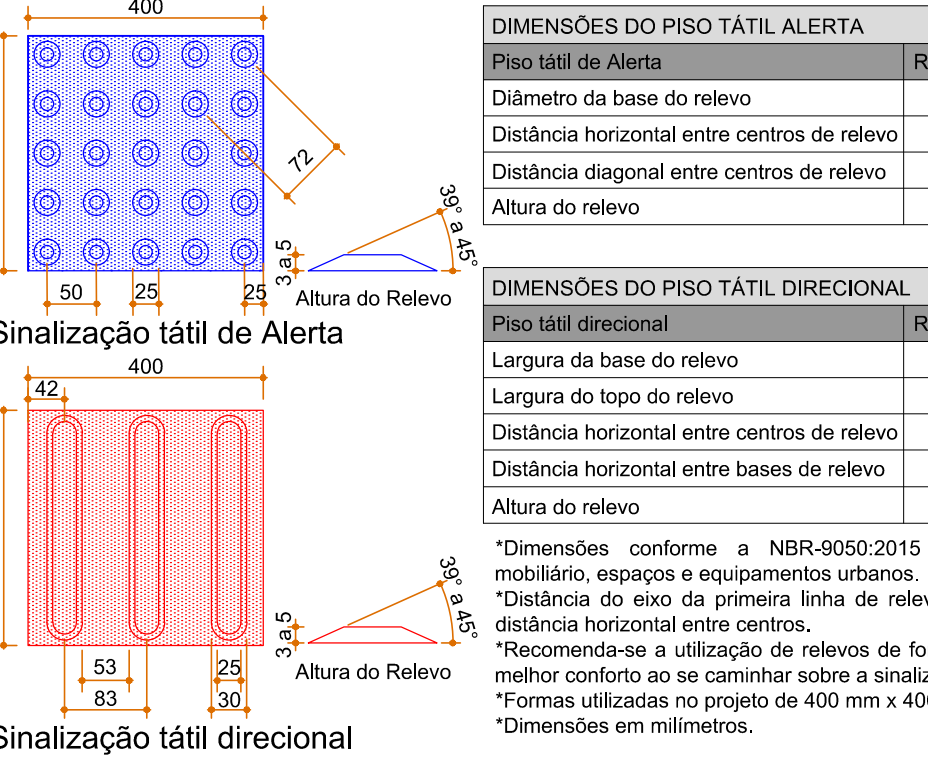 400
72
39° a 45°
3 a 5
50
25
25
Altura do Relevo
Sinalização tátil de Alerta
400
42
39° a 45°
3 a 5
53
25
83
30
Altura do Relevo
Sinalização tátil direcional
DIMENSÕES DO PISO TÁTIL ALERTA
Piso tátil de Alerta
Diâmetro da base do relevo
Distância horizontal entre centros de relevo
Distância diagonal entre centros de relevo
Altura do relevo
DIMENSÕES DO PISO TÁTIL DIRECIONAL
Piso tátil direcional
Largura da base do relevo
Largura do topo do relevo
Distância horizontal entre centros de relevo
Distância horizontal entre bases de relevo
Altura do relevo
*Dimensões conforme a NBR-9050:2015
mobiliário, espaços e equipamentos urbanos.
*Distância do eixo da primeira linha de
distância horizontal entre centros.
*Recomenda-se a utilização de relevos de
melhor conforto ao se caminhar sobre a
*Formas utilizadas no projeto de 400 mm x
*Dimensões em milímetros.